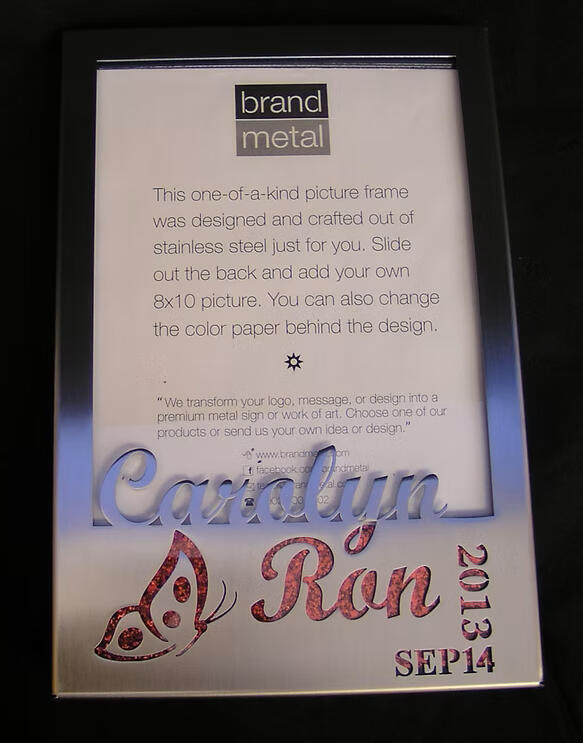 brand
metal
This one-of-a-kind picture frame
was designed and crafted out of
stainless steel just for you. Slide
out the back and add your own
8x10 picture. You can also change
the color paper behind the design.
“We transform your logo, message, or design into a
premium metal sign or work of art. Choose one of our
products or send us your own idea or design.”
Carolyn
Ron
2013
SEP14